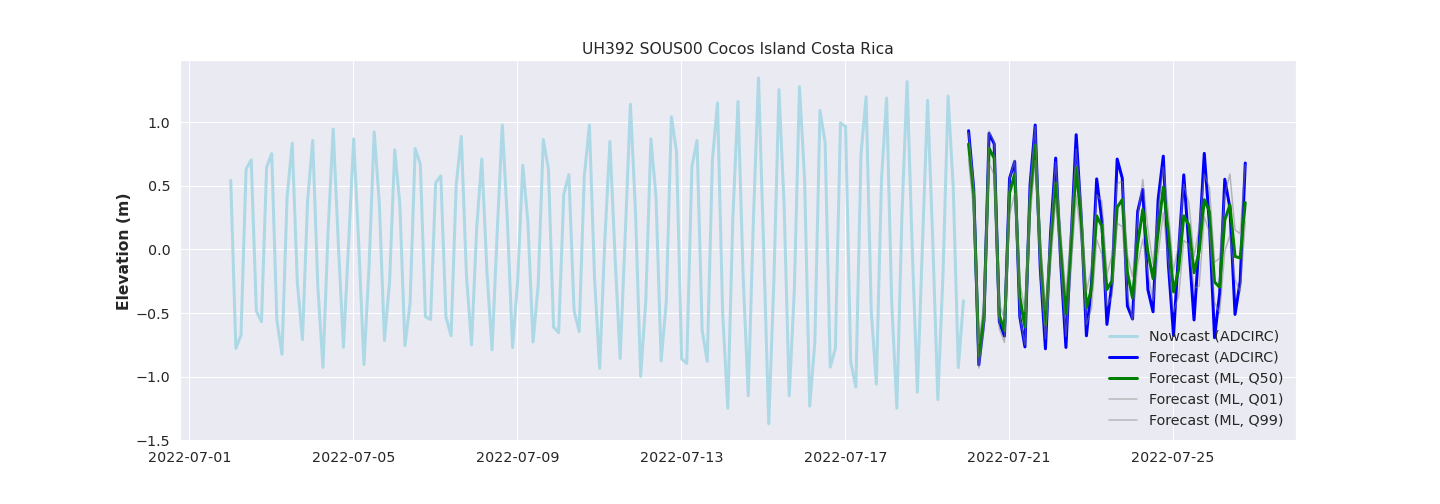 UH392 SOUS00 Cocos Island Costa Rica
Elevation (m)
1.0
0.5
0.0
−0.5
−1.0
−1.5
Nowcast (ADCIRC)
Forecast (ADCIRC)
Forecast (ML, Q50)
Forecast (ML, Q01)
Forecast (ML, Q99)
2022-07-01 2022-07-05 2022-07-09 2022-07-13 2022-07-17 2022-07-21 2022-07-25